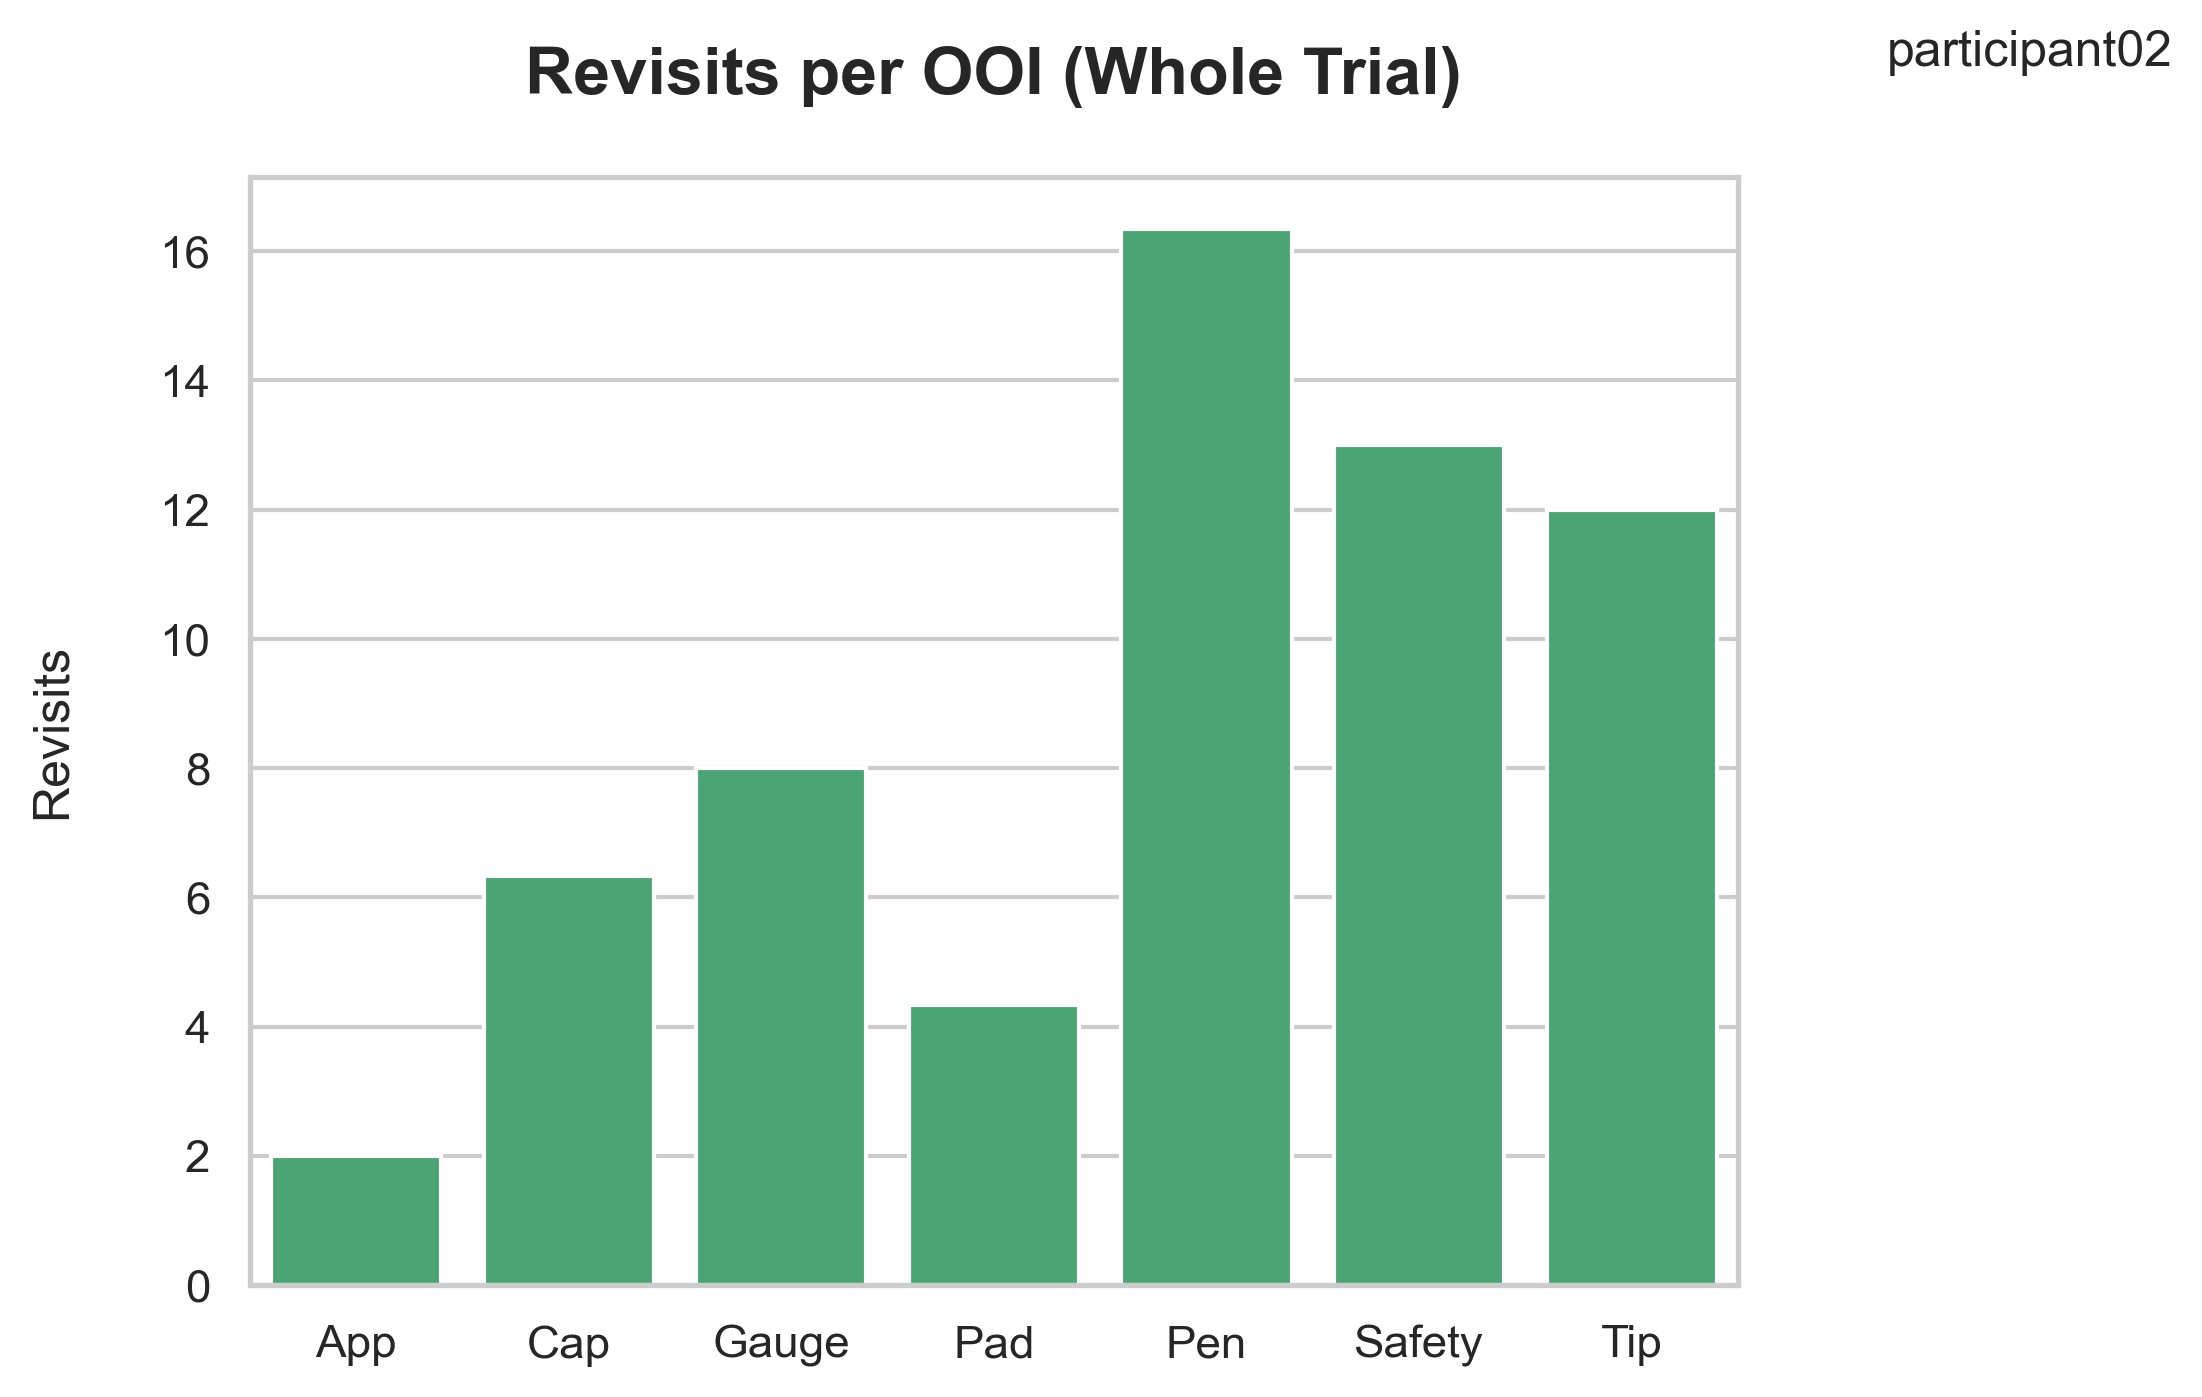 Revisits per OOI (Whole Trial)
participant02
Revisits
16
14
12
10
8
6
4
2
0
App
Cap
Gauge
Pad
Pen
Safety
Tip